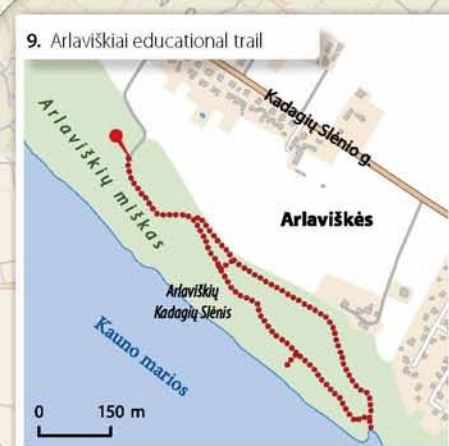 9. Arlaviškiai educational trail
Kadagių Slėnio g.
Arlaviškių miškas
Arlaviškės
Arlaviškių
Kadagių Slėnis
Kauno marios
0 150 m